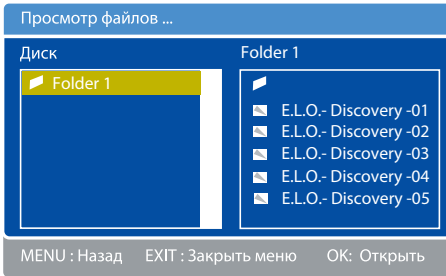 Просмотр файлов ...
Диск
Folder 1
Folder 1
E.L.O.- Discovery -01
E.L.O.- Discovery -02
E.L.O.- Discovery -03
E.L.O.- Discovery -04
E.L.O.- Discovery -05
MENU : Назад EXIT : Закрыть меню OK: Открыть